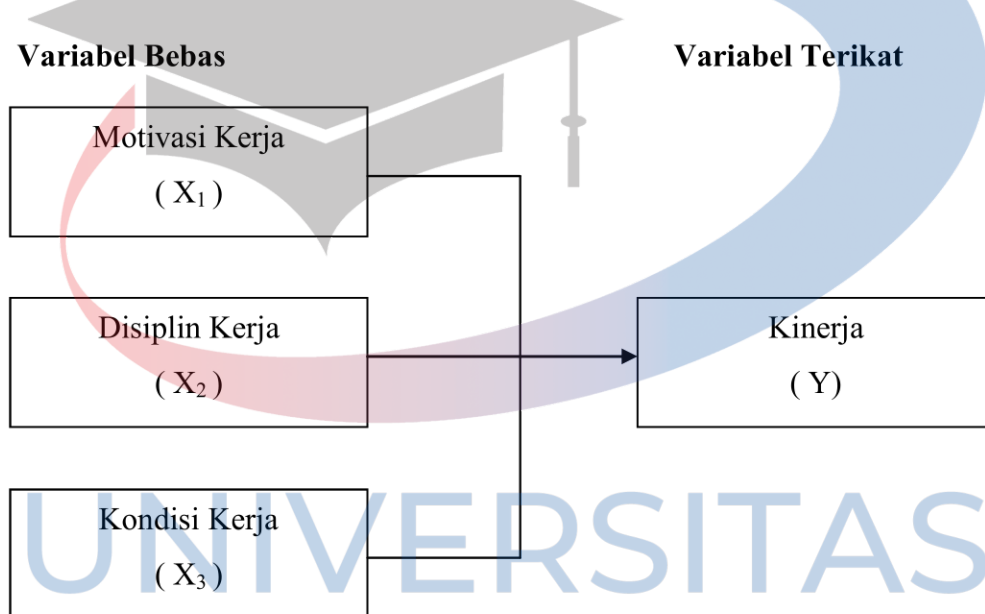 Variabel Bebas
Variabel Terikat
Motivasi Kerja
( X₁ )
Disiplin Kerja
( X₂ )
Kinerja
( Y)
Kondisi Kerja
( X₃ )
UNIVERSITAS